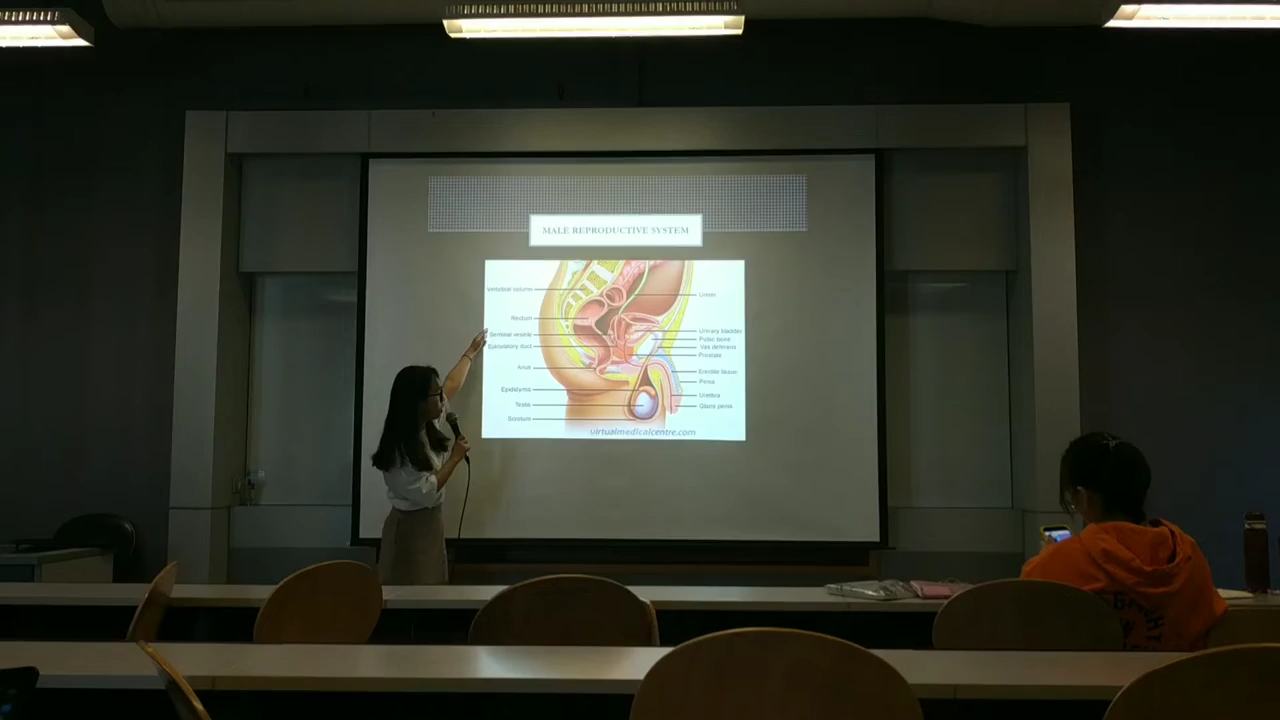 MALE REPRODUCTIVE SYSTEM
Vertebral column
Rectum
Seminal vesicle
Ejaculatory duct
Anus
Epididymis
Testis
Scrotum
Ureter
Urinary bladder
Pubic bone
Vas deferens
Prostate
Erectile tissue
Penis
Urethra
Glans penis
virtualmedicalcentre.com